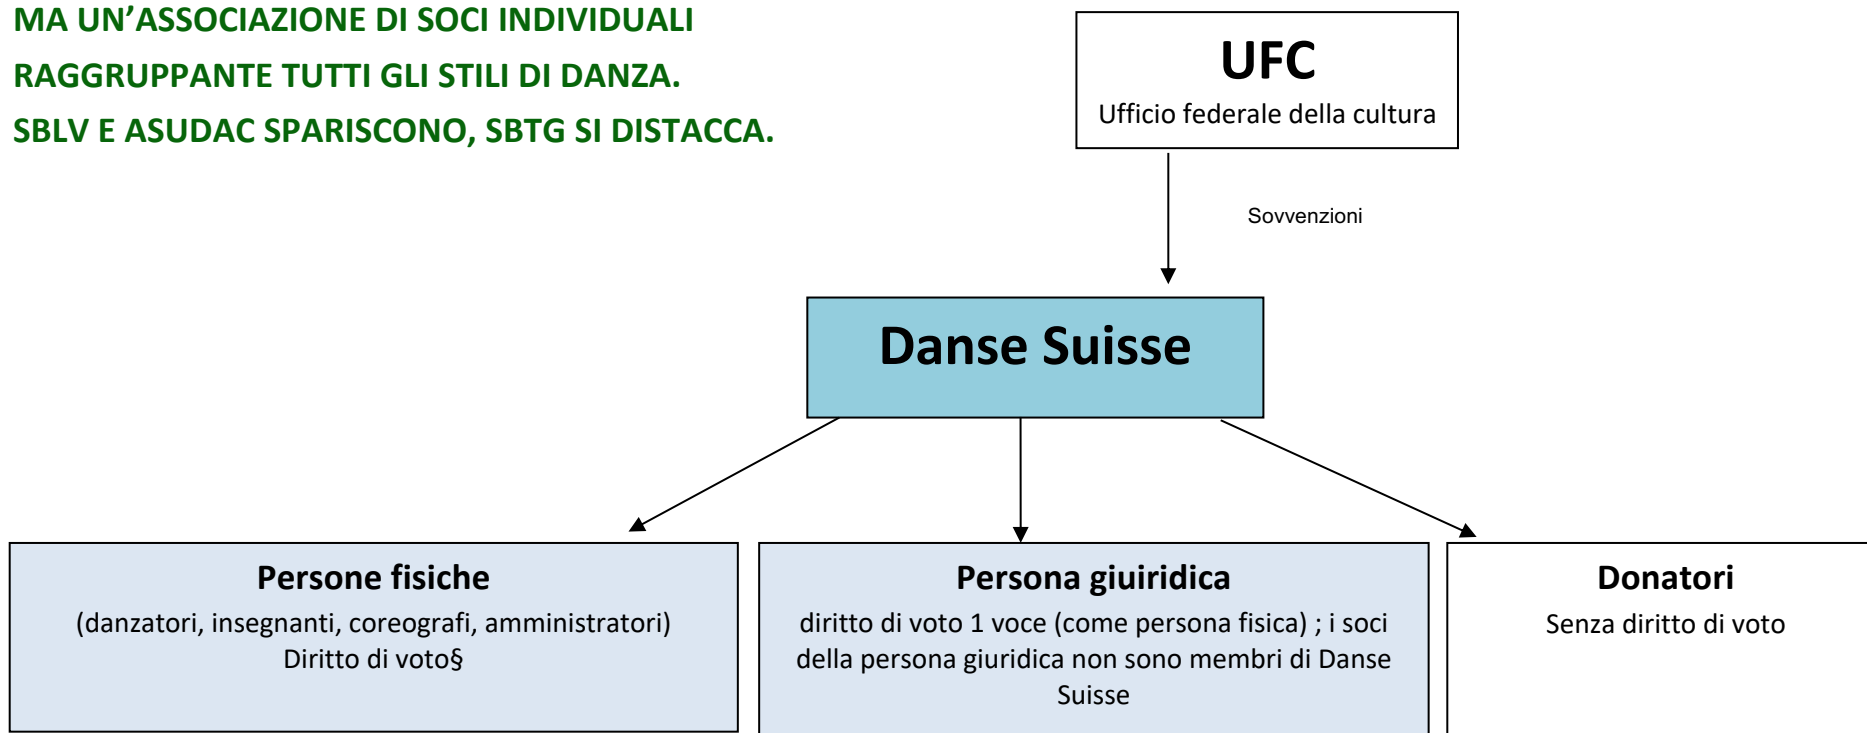 MA UN’ASSOCIAZIONE DI SOCI INDIVIDUALI
RAGGRUPPANTE TUTTI GLI STILI DI DANZA.
SBLV E ASUDAC SPARISCONO, SBTG SI DISTACCA.
UFC
Ufficio federale della cultura
Sovvenzioni
Danse Suisse
Persone fisiche
(danzatori, insegnanti, coreografi, amministratori)
Diritto di voto§
Persona giuiridica
diritto di voto 1 voce (come persona fisica) ; i soci
della persona giuridica non sono membri di Danse
Suisse
Donatori
Senza diritto di voto